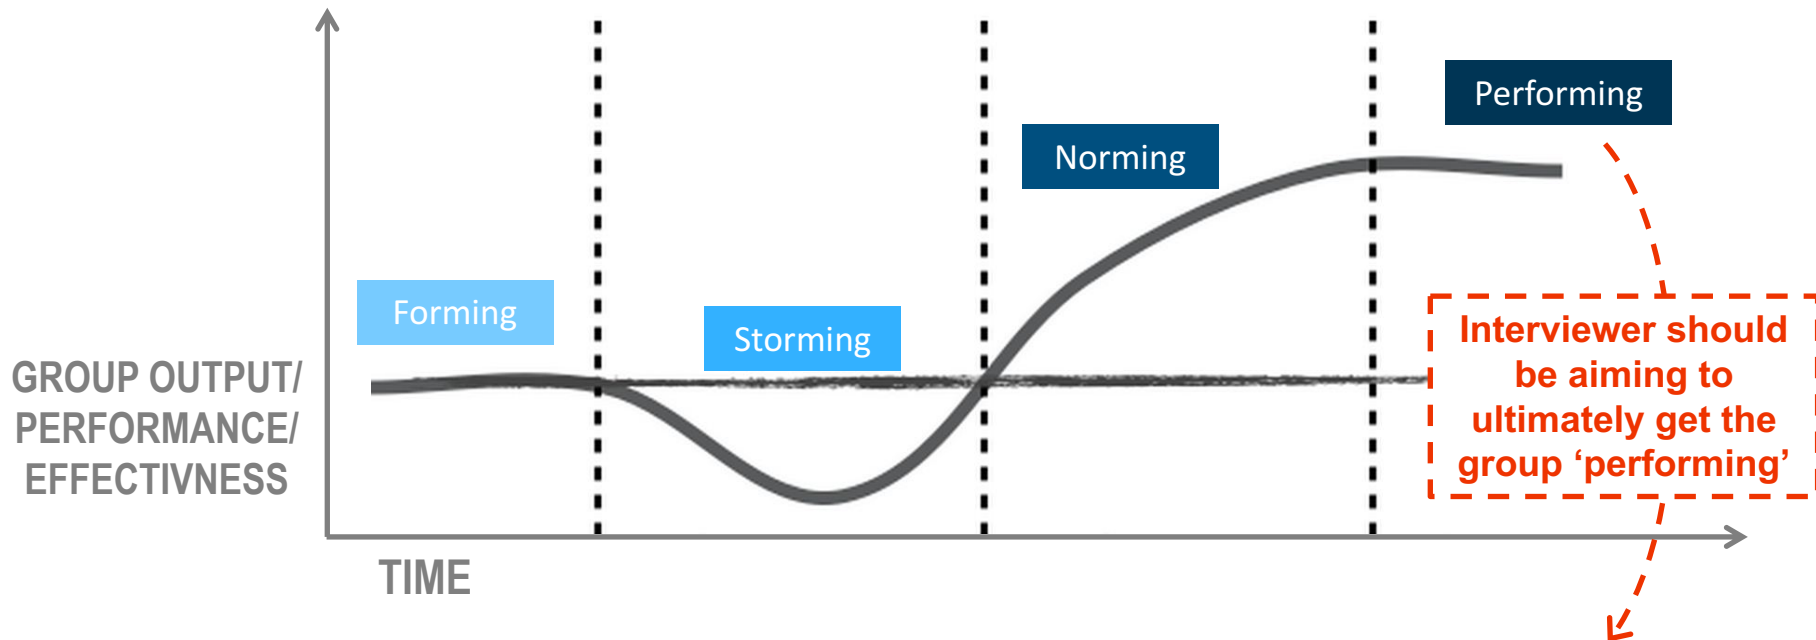 Performing
Norming
Forming
Storming
Interviewer should
be aiming to
ultimately get the
group ‘performing’
GROUP OUTPUT/
PERFORMANCE/
EFFECTIVNESS
TIME